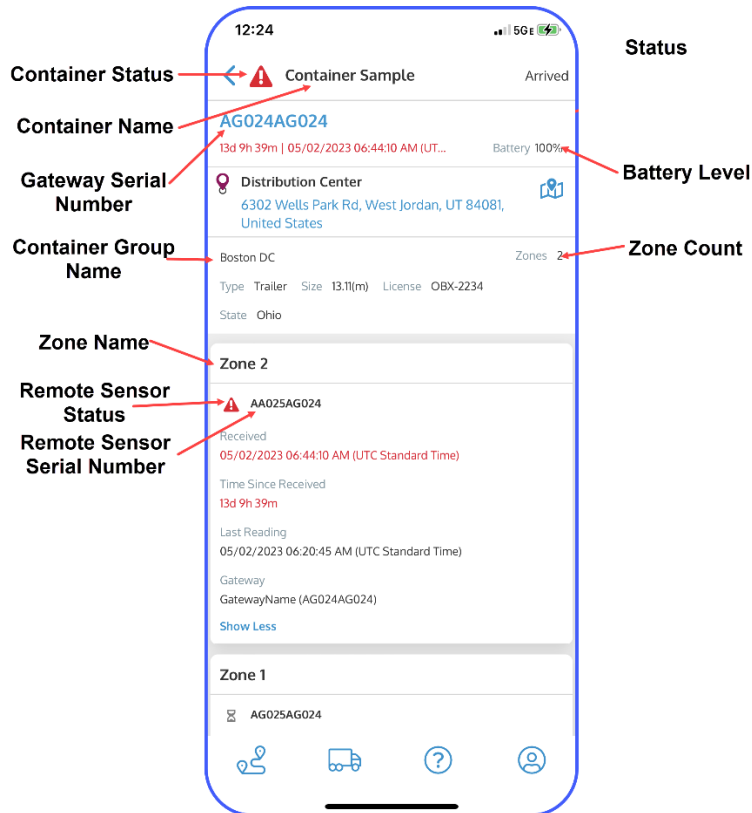 12:24
5G E
Status
Container Status
Container Sample
Arrived
Container Name
AG024AG024
13d 9h 39m | 05/02/2023 06:44:10 AM (UT...
Battery 100%
Battery Level
Gateway Serial
Number
Distribution Center
6302 Wells Park Rd, West Jordan, UT 84081,
United States
Container Group
Name
Boston DC
Zones 2
Zone Count
Type Trailer Size 13.11(m) License OBX-2234
State Ohio
Zone Name
Zone 2
Remote Sensor
Status
AA025AG024
Remote Sensor
Serial Number
Received
05/02/2023 06:44:10 AM (UTC Standard Time)
Time Since Received
13d 9h 39m
Last Reading
05/02/2023 06:20:45 AM (UTC Standard Time)
Gateway
GatewayName (AG024AG024)
Show Less
Zone 1
AG025AG024
?